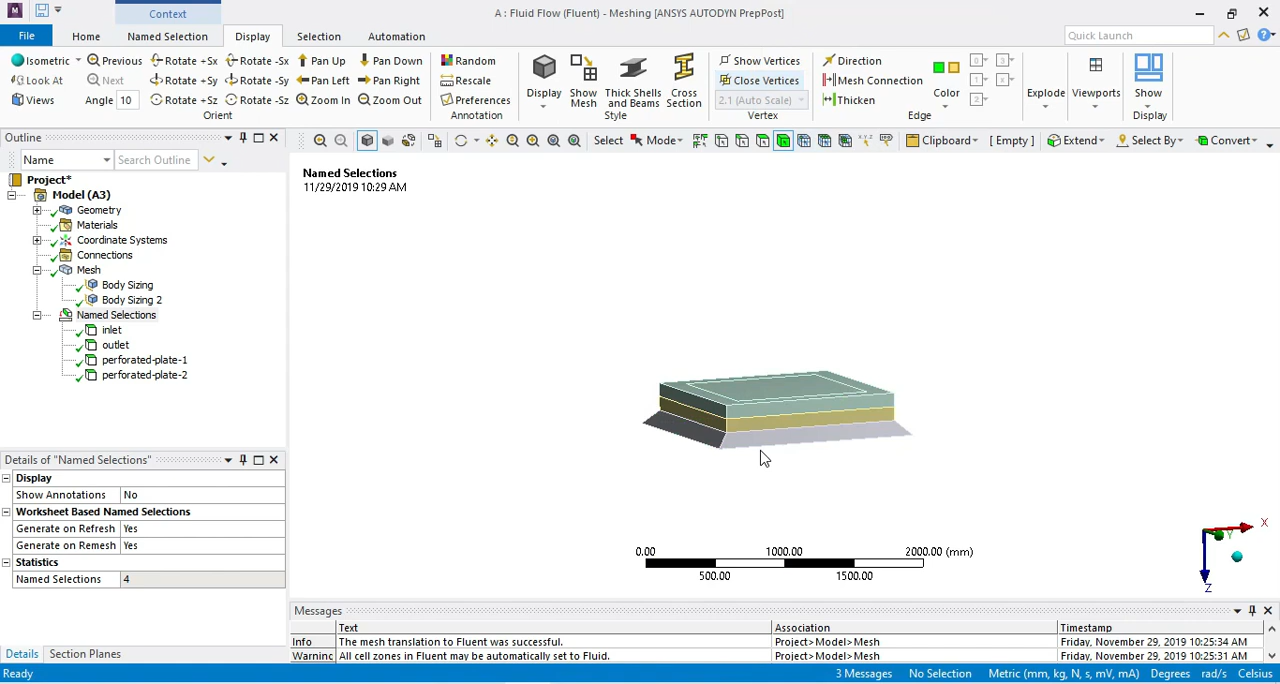 Context
A : Fluid Flow (Fluent) - Meshing [ANSYS AUTODYN PrepPost]
File Home Named Selection Display Selection Automation Quick Launch
Isometric Previous Rotate +Sx Rotate -Sx Pan Up Pan Down Random Show Vertices Direction
Look At Next Rotate +Sy Rotate -Sy Pan Left Pan Right Rescale Close Vertices Mesh Connection
Views Angle 10 Rotate +Sz Rotate -Sz Zoom In Zoom Out Preferences 2.1 (Auto Scale) Thicken
Display Show Mesh Thick Shells and Beams Cross Section Color Explode Viewports Show
Orient Annotation Style Vertex Edge Display
Outline
Name Search Outline
Select Mode Clipboard [ Empty ] Extend Select By Convert
Project*
Model (A3)
Geometry
Materials
Coordinate Systems
Connections
Mesh
Body Sizing
Body Sizing 2
Named Selections
inlet
outlet
perforated-plate-1
perforated-plate-2
Named Selections
11/29/2019 10:29 AM
Details of "Named Selections"
Display
Show Annotations No
Worksheet Based Named Selections
Generate on Refresh Yes
Generate on Remesh Yes
Statistics
Named Selections 4
0.00 1000.00 2000.00 (mm)
500.00 1500.00
X
Y
Z
Messages
Text Association Timestamp
Info The mesh translation to Fluent was successful. Project>Model>Mesh Friday, November 29, 2019 10:25:34 AM
Warning All cell zones in Fluent may be automatically set to Fluid. Project>Model>Mesh Friday, November 29, 2019 10:25:31 AM
Details Section Planes
Ready 3 Messages No Selection Metric (mm, kg, N, s, mV, mA) Degrees rad/s Celsius